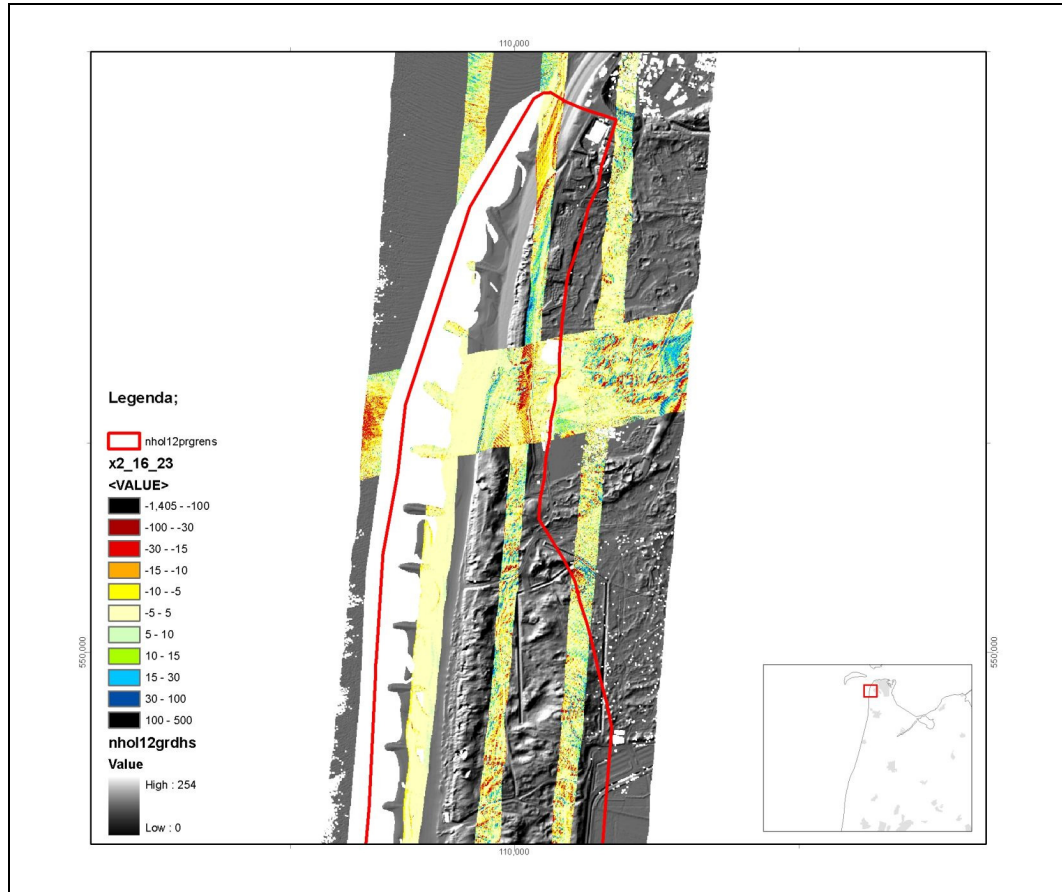 110,000
Legenda;
nhol12prgrens
x2_16_23
<VALUE>
-1,405 - -100
-100 - -30
-30 - -15
-15 - -10
-10 - -5
-5 - 5
5 - 10
10 - 15
15 - 30
30 - 100
100 - 500
nhol12grdhs
Value
High : 254
Low : 0
550,000
550,000
110,000